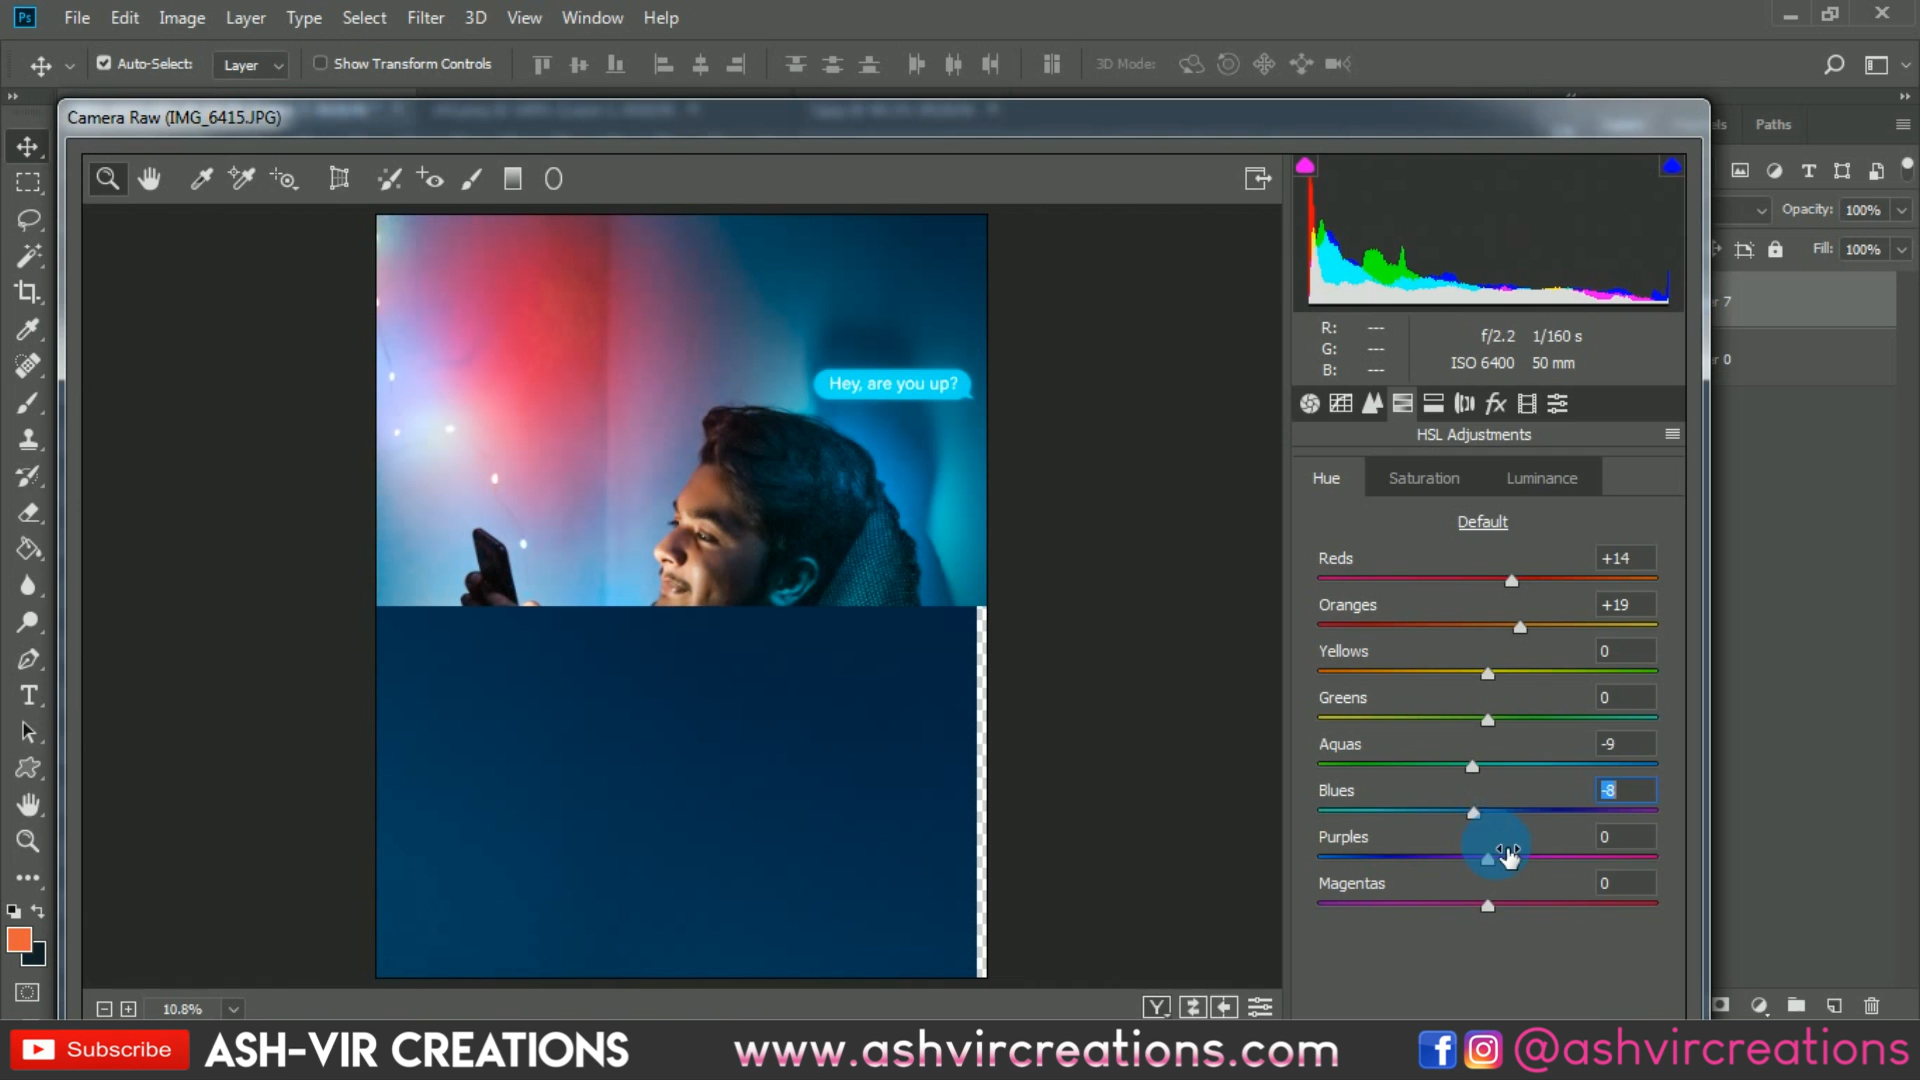 Ps File Edit Image Layer Type Select Filter 3D View Window Help
Auto-Select: Layer Show Transform Controls 3D Mode:
Camera Raw (IMG_6415.JPG)
Paths
Opacity: 100%
Fill: 100%
R: ---
G: ---
B: ---
f/2.2 1/160 s
ISO 6400 50 mm
HSL Adjustments
Hue Saturation Luminance
Default
Reds +14
Oranges +19
Yellows 0
Greens 0
Aquas -9
Blues -8
Purples 0
Magentas 0
Hey, are you up?
10.8%
Subscribe ASH-VIR CREATIONS www.ashvircreations.com @ashvircreations